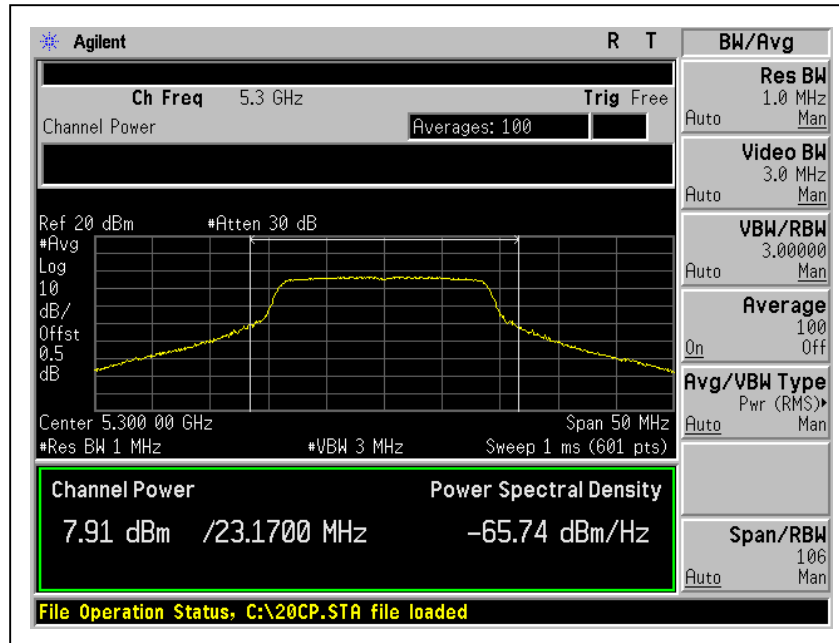 Agilent R T
Ch Freq 5.3 GHz Trig Free
Channel Power Averages: 100
Ref 20 dBm #Atten 30 dB
#Avg
Log
10
dB/
Offst
0.5
dB
Center 5.300 00 GHz Span 50 MHz
#Res BW 1 MHz #VBW 3 MHz Sweep 1 ms (601 pts)
Channel Power Power Spectral Density
7.91 dBm /23.1700 MHz -65.74 dBm/Hz
File Operation Status, C:\20CP.STA file loaded
BW/Avg
Res BW
1.0 MHz
Auto Man
Video BW
3.0 MHz
Auto Man
VBW/RBW
3.00000
Auto Man
Average
100
On Off
Avg/VBW Type
Pwr (RMS)▸
Auto Man
Span/RBW
106
Auto Man